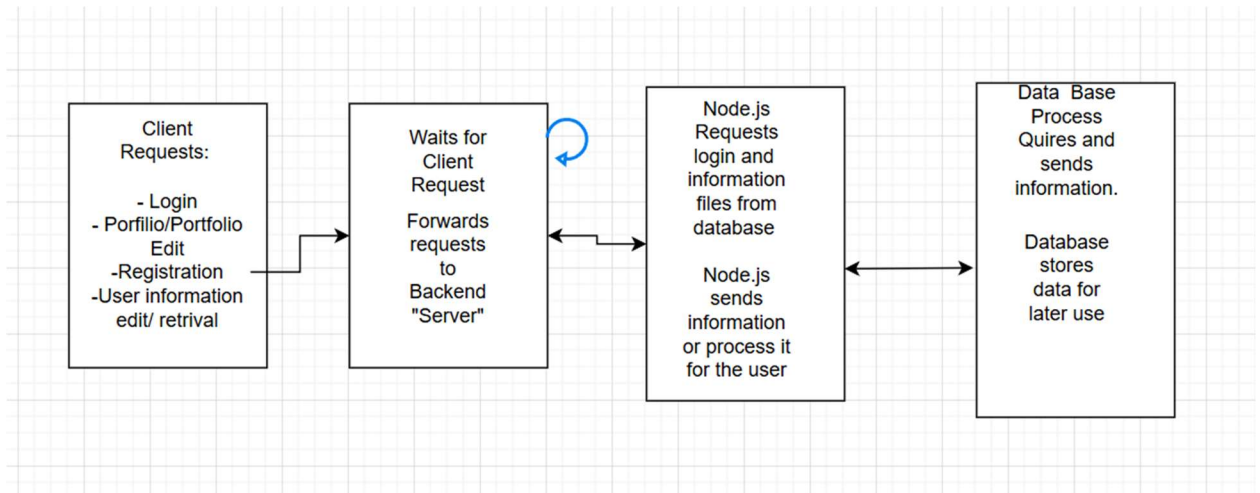 Client
Requests:
- Login
- Porfilio/Portfolio
Edit
-Registration
-User information
edit/ retrival
Waits for
Client
Request
Forwards
requests
to
Backend
"Server"
Node.js
Requests
login and
information
files from
database
Node.js
sends
information
or process it
for the user
Data Base
Process
Quires and
sends
information.
Database
stores
data for
later use